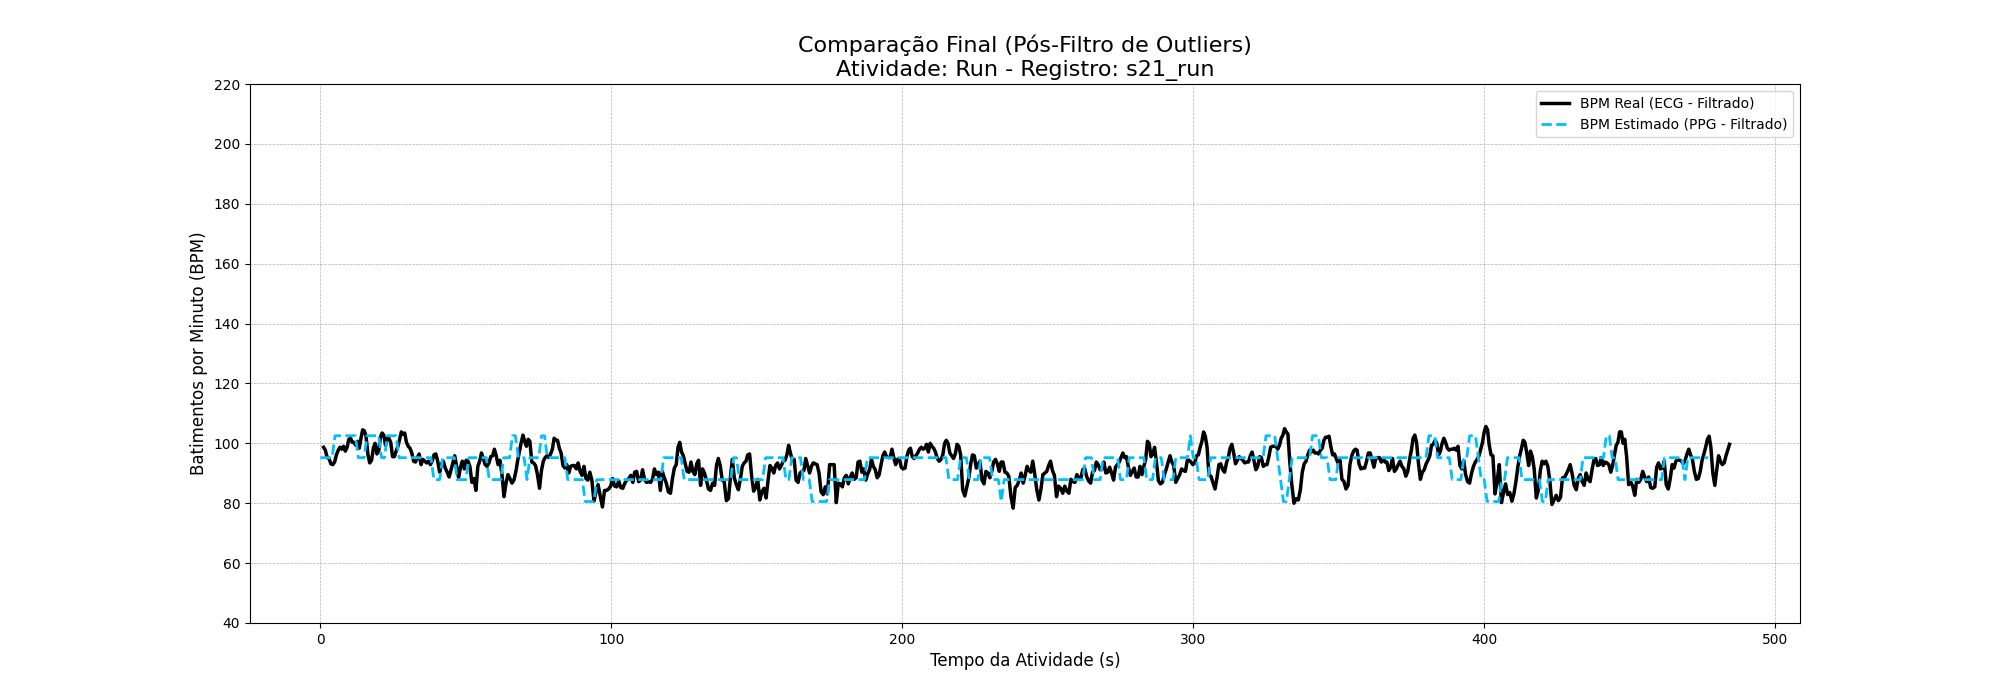 Comparação Final (Pós-Filtro de Outliers)
Atividade: Run - Registro: s21_run
BPM Real (ECG - Filtrado)
BPM Estimado (PPG - Filtrado)
Batimentos por Minuto (BPM)
220
200
180
160
140
120
100
80
60
40
0 100 200 300 400 500
Tempo da Atividade (s)